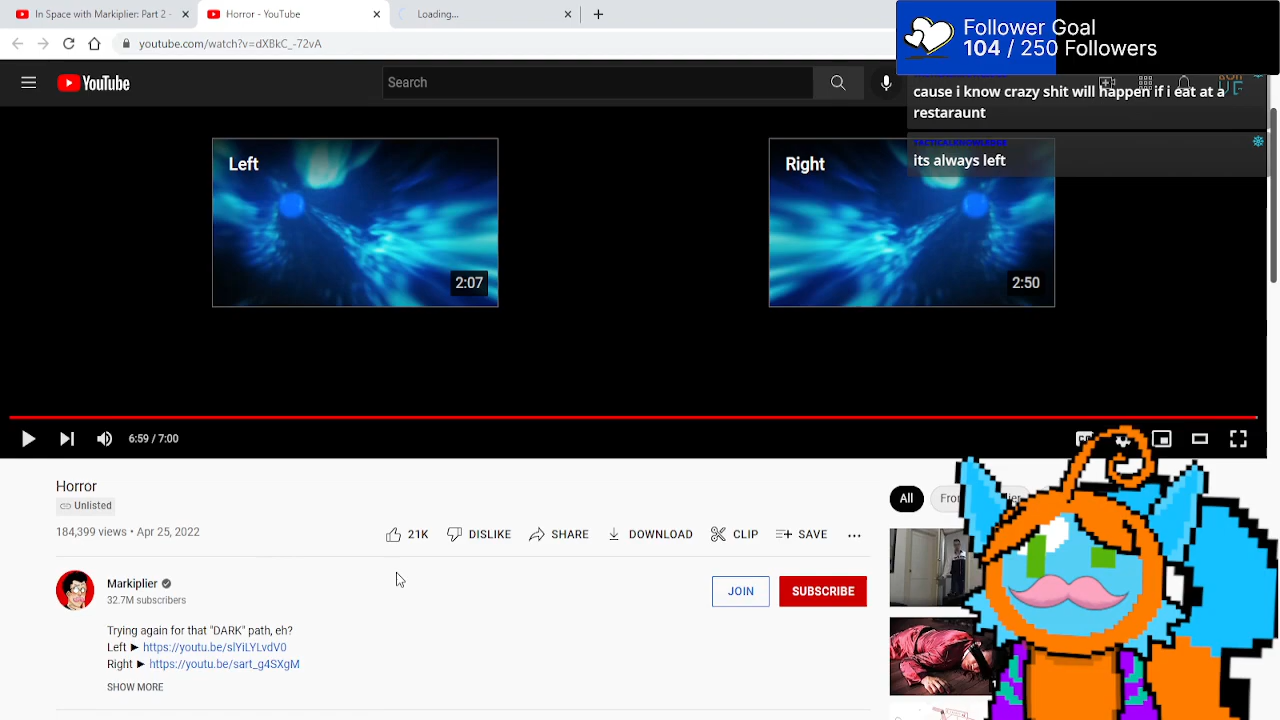 In Space with Markiplier: Part 2 -
Horror - YouTube
Loading...
youtube.com/watch?v=dXBkC_-72vA
Follower Goal
104 / 250 Followers
YouTube
Search
cause i know crazy shit will happen if i eat at a
restaraunt
its always left
Left
2:07
Right
2:50
6:59 / 7:00
Horror
Unlisted
184,399 views • Apr 25, 2022
21K
DISLIKE
SHARE
DOWNLOAD
CLIP
SAVE
All
Markiplier
32.7M subscribers
JOIN
SUBSCRIBE
Trying again for that "DARK" path, eh?
Left ► https://youtu.be/slYiLYLvdV0
Right ► https://youtu.be/sart_g4SXgM
SHOW MORE